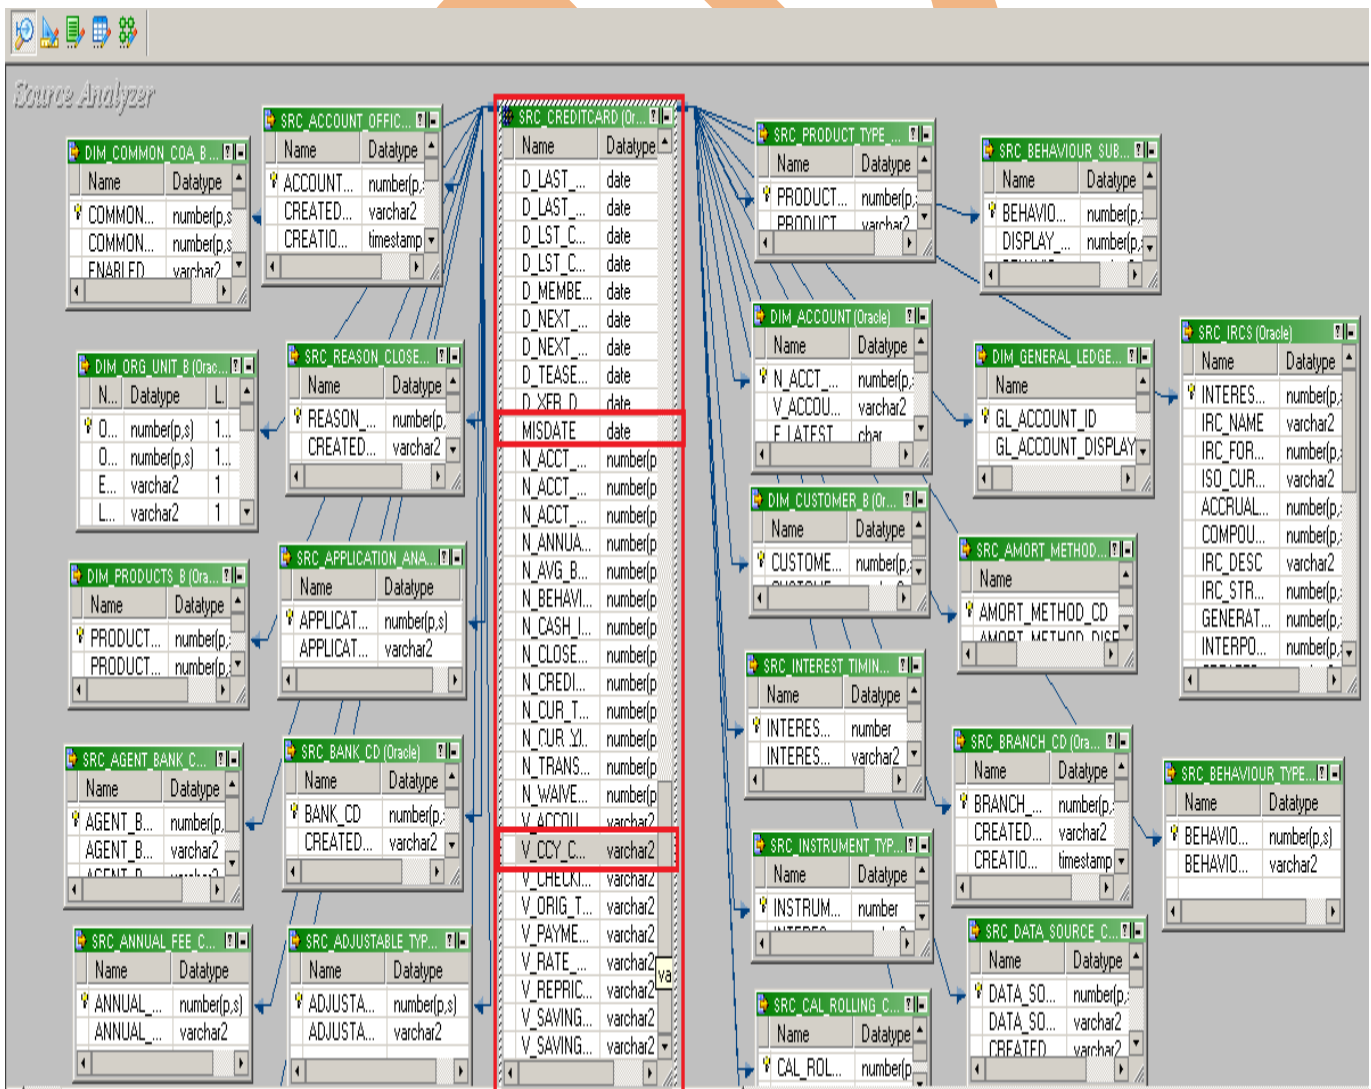 Source Analyzer
DIM_COMMON_COA_B ...
Name Datatype
COMMON... number(p,s
COMMON... number(p,s
ENABLED varchar2
SRC_ACCOUNT_OFFIC...
Name Datatype
ACCOUNT... number(p,
CREATED... varchar2
CREATIO... timestamp
DIM_ORG_UNIT_B (Orac...
N... Datatype L.
O... number(p,s) 1...
O... number(p,s) 1...
E... varchar2 1
L... varchar2 1
SRC_REASON_CLOSE...
Name Datatype
REASON_... number(p,
CREATED... varchar2
DIM_PRODUCTS_B (Ora...
Name Datatype
PRODUCT... number(p,
PRODUCT... number(p,
SRC_APPLICATION_ANA...
Name Datatype
APPLICAT... number(p,s)
APPLICAT... varchar2
SRC_AGENT_BANK_C...
Name Datatype
AGENT_B... number(p,
AGENT_B... varchar2
SRC_BANK_CD (Oracle)
Name Datatype
BANK_CD number(p,
CREATED... varchar2
SRC_ANNUAL_FEE_C...
Name Datatype
ANNUAL_... number(p,s)
ANNUAL_... varchar2
SRC_ADJUSTABLE_TYP...
Name Datatype
ADJUSTA... number(p,s)
ADJUSTA... varchar2
SRC_CREDITCARD (Or...
Name Datatype
D_LAST_... date
D_LAST_... date
D_LST_C... date
D_LST_C... date
D_MEMBE... date
D_NEXT_... date
D_NEXT_... date
D_TEASE... date
D_XFR_D... date
MISDATE date
N_ACCT_... number(p
N_ACCT_... number(p
N_ACCT_... number(p
N_ANNUA... number(p
N_AVG_B... number(p
N_BEHAVI... number(p
N_CASH_I... number(p
N_CLOSE... number(p
N_CREDI... number(p
N_CUR_T... number(p
N_CUR_YI... number(p
N_TRANS... number(p
N_WAIVE... number(p
V_ACCOU... varchar2
V_CCY_C... varchar2
V_CHECKI... varchar2
V_ORIG_T... varchar2
V_PAYME... varchar2
V_RATE_... varchar2
va
V_REPRIC... varchar2
V_SAVING... varchar2
V_SAVING... varchar2
SRC_PRODUCT_TYPE_...
Name Datatype
PRODUCT... number(p,
PRODUCT varchar2
SRC_BEHAVIOUR_SUB...
Name Datatype
BEHAVIO... number(p,
DISPLAY_... number(p,
DIM_ACCOUNT (Oracle)
Name Datatype
N_ACCT_... number(p,
V_ACCOU... varchar2
F_LATEST char
DIM_GENERAL_LEDGE...
Name
GL_ACCOUNT_ID
GL_ACCOUNT_DISPLAY
SRC_IRCS (Oracle)
Name Datatype
INTERES... number(p,
IRC_NAME varchar2
IRC_FOR... number(p,
ISO_CUR... varchar2
ACCRUAL... number(p,
COMPOU... number(p,
IRC_DESC varchar2
IRC_STR... number(p,
GENERAT... number(p,
INTERPO... number(p,
DIM_CUSTOMER_B (Or...
Name Datatype
CUSTOME... number(p,
SRC_AMORT_METHOD...
Name
AMORT_METHOD_CD
AMORT_METHOD_DISP
SRC_INTEREST_TIMIN...
Name Datatype
INTERES... number
INTERES... varchar2
SRC_BRANCH_CD (Ora...
Name Datatype
BRANCH_... number(p,
CREATED... varchar2
CREATIO... timestamp
SRC_BEHAVIOUR_TYPE...
Name Datatype
BEHAVIO... number(p,s)
BEHAVIO... varchar2
SRC_INSTRUMENT_TYP...
Name Datatype
INSTRUM... number
SRC_DATA_SOURCE_C...
Name Datatype
DATA_SO... number(p,
DATA_SO... varchar2
CREATED varchar2
SRC_CAL_ROLLING_C...
Name Datatype
CAL_ROL... number(p